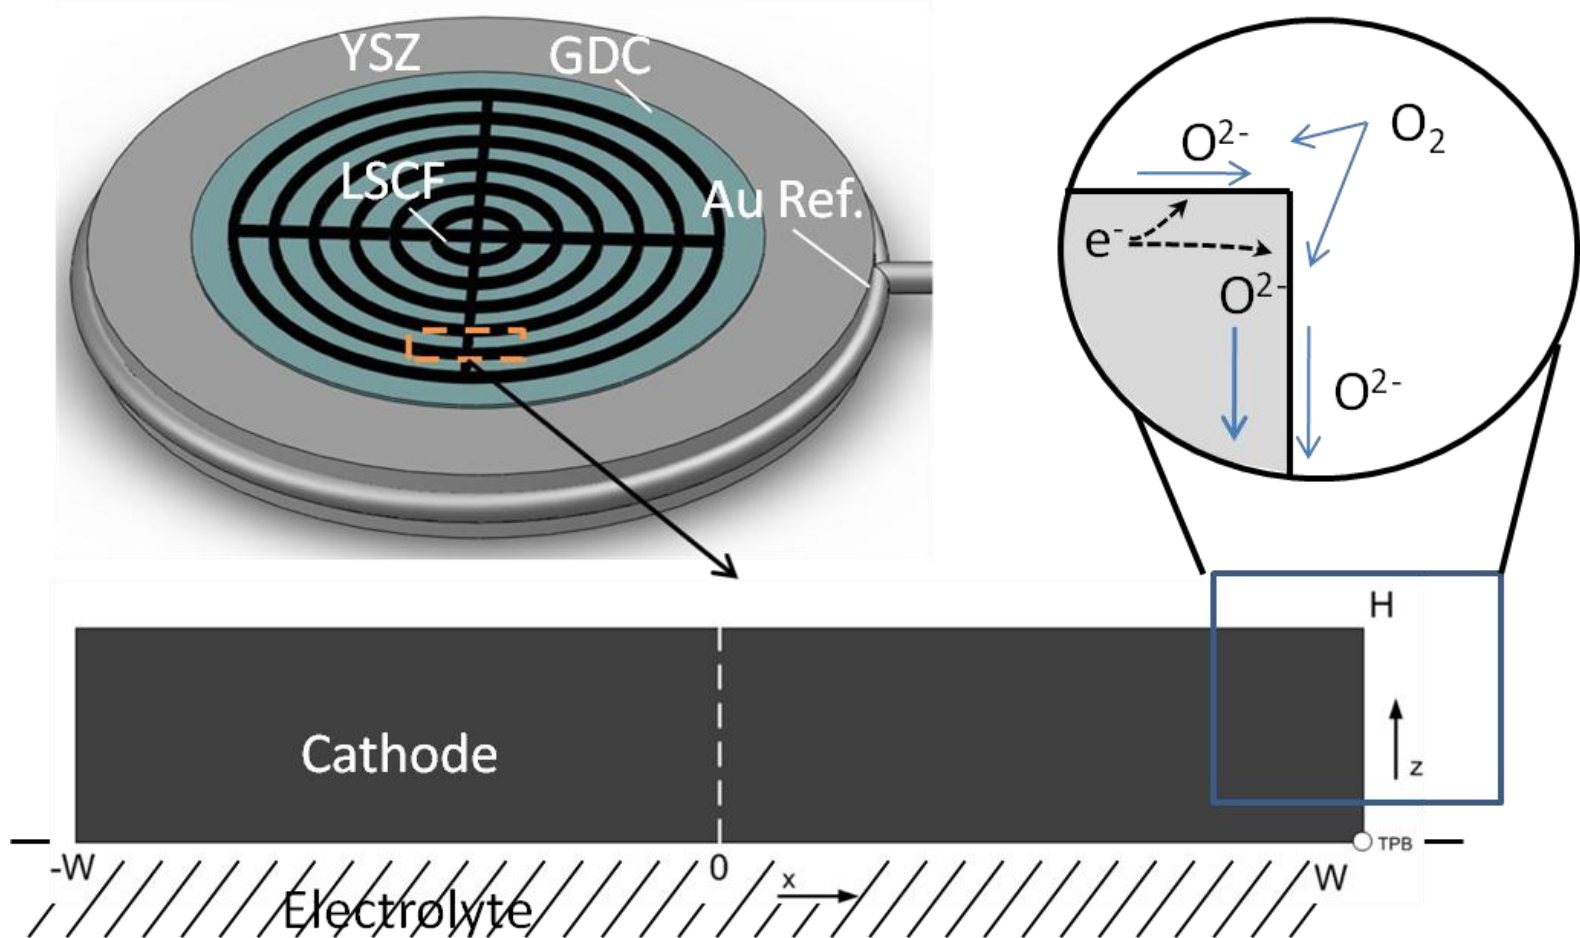 YSZ
GDC
LSCF
Au Ref.
O²⁻
O₂
e⁻
O²⁻
O²⁻
H
z
Cathode
TPB
-W
0
x
W
Electrolyte